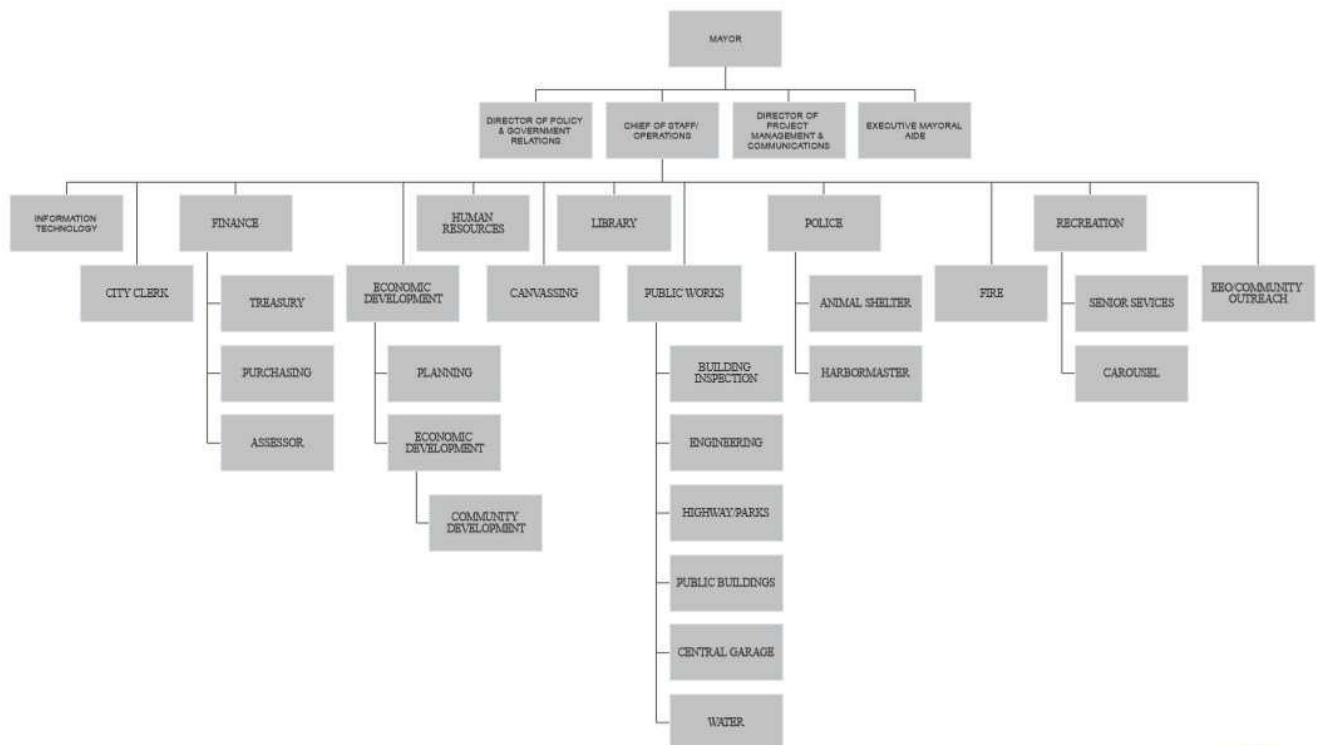 MAYOR
DIRECTOR OF POLICY
& GOVERNMENT
RELATIONS
CHIEF OF STAFF/
OPERATIONS
DIRECTOR OF
PROJECT
MANAGEMENT &
COMMUNICATIONS
EXECUTIVE MAYORAL
AIDE
INFORMATION
TECHNOLOGY
FINANCE
HUMAN
RESOURCES
LIBRARY
POLICE
RECREATION
CITY CLERK
TREASURY
ECONOMIC
DEVELOPMENT
CANVASSING
PUBLIC WORKS
ANIMAL SHELTER
FIRE
SENIOR SEVICES
EEO/COMMUNITY
OUTREACH
PURCHASING
PLANNING
BUILDING
INSPECTION
HARBORMASTER
CAROUSEL
ASSESSOR
ECONOMIC
DEVELOPMENT
ENGINEERING
COMMUNITY
DEVELOPMENT
HIGHWAY/PARKS
PUBLIC BUILDINGS
CENTRAL GARAGE
WATER